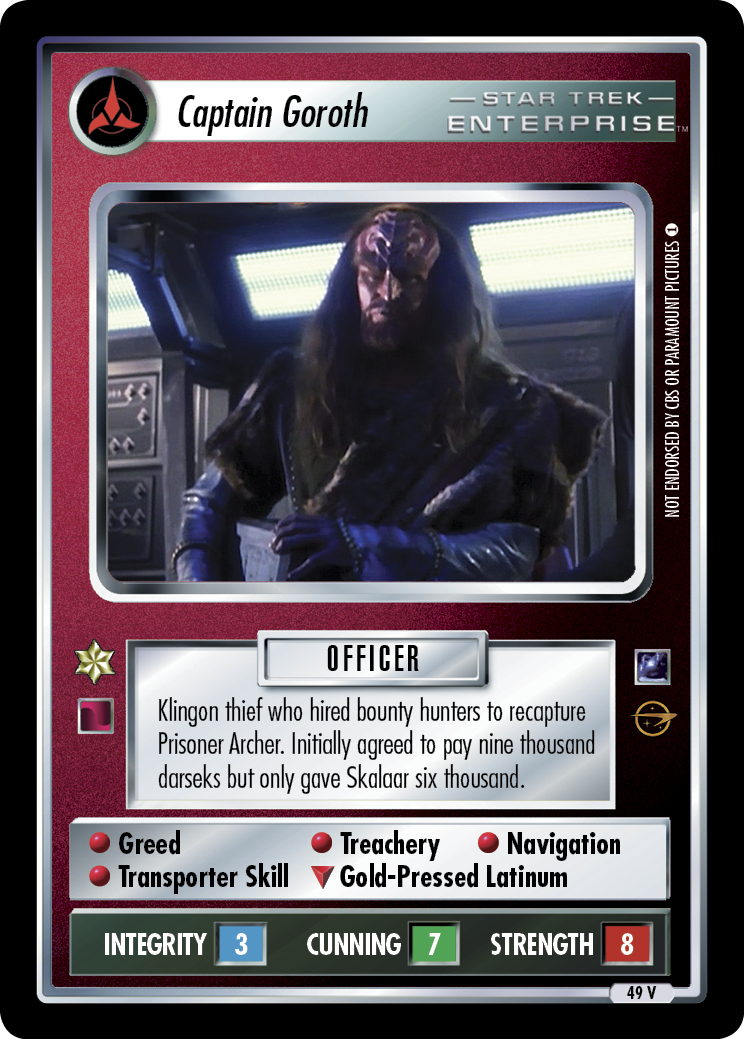 Captain Goroth
STAR TREK
ENTERPRISE™
NOT ENDORSED BY CBS OR PARAMOUNT PICTURES 1
OFFICER
Klingon thief who hired bounty hunters to recapture
Prisoner Archer. Initially agreed to pay nine thousand
darseks but only gave Skalaar six thousand.
Greed Treachery Navigation
Transporter Skill Gold-Pressed Latinum
INTEGRITY 3 CUNNING 7 STRENGTH 8
49 V